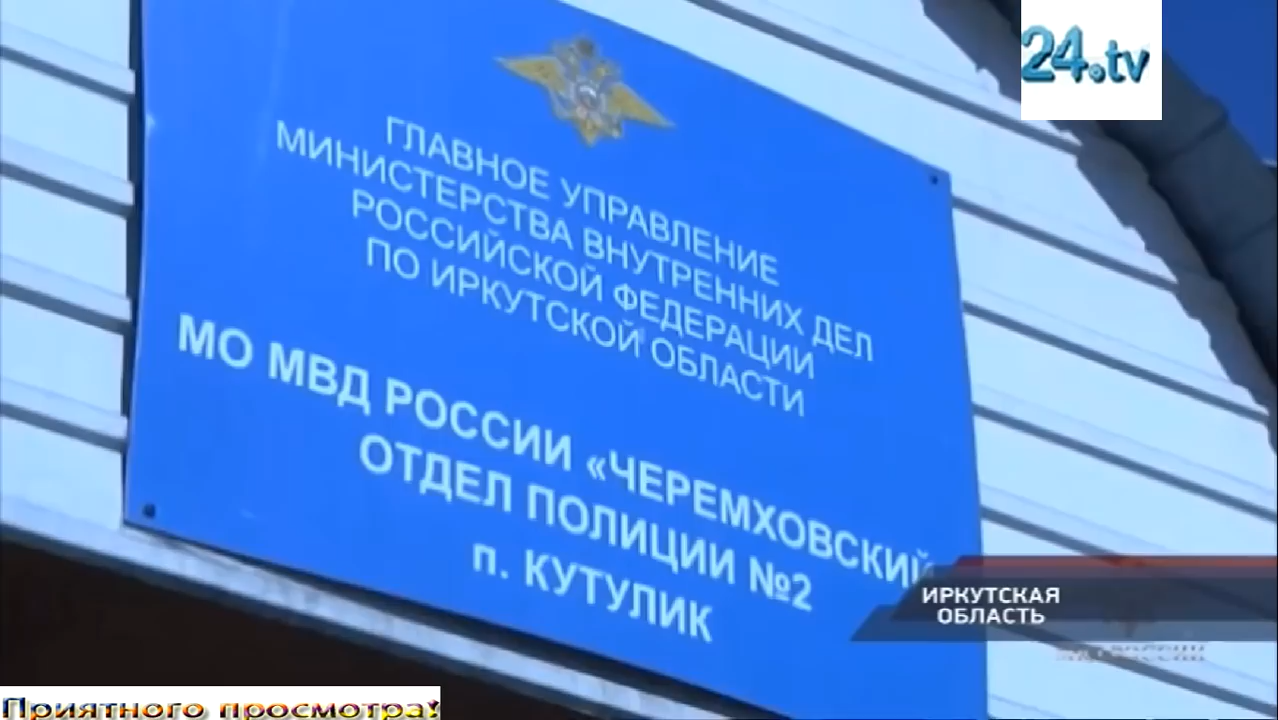 24.tv
ГЛАВНОЕ УПРАВЛЕНИЕ
МИНИСТЕРСТВА ВНУТРЕННИХ ДЕЛ
РОССИЙСКОЙ ФЕДЕРАЦИИ
ПО ИРКУТСКОЙ ОБЛАСТИ
МО МВД РОССИИ «ЧЕРЕМХОВСКИЙ
ОТДЕЛ ПОЛИЦИИ №2
п. КУТУЛИК
ИРКУТСКАЯ
ОБЛАСТЬ
Приятного просмотра!